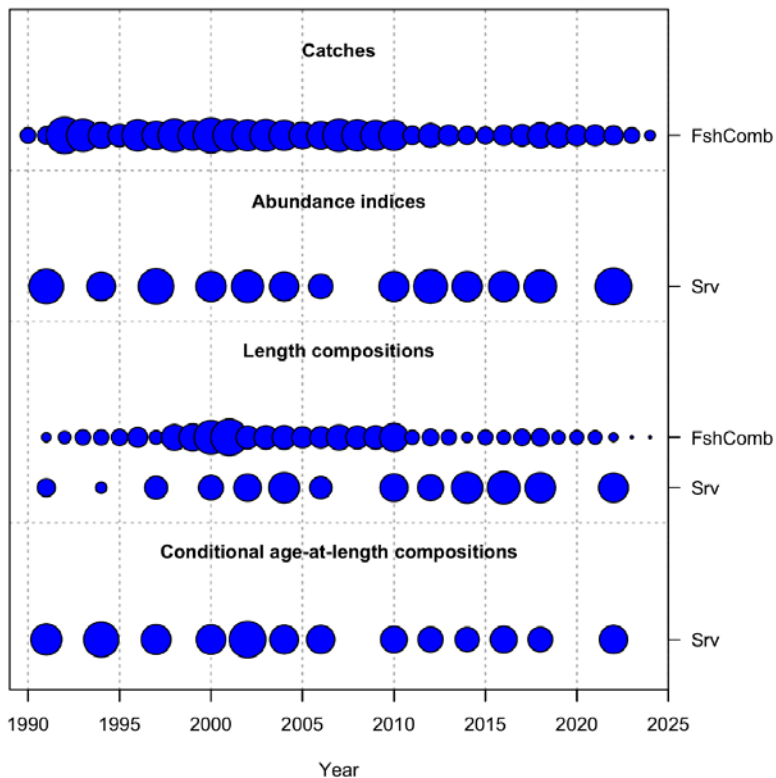 Catches
FshComb
Abundance indices
Srv
Length compositions
FshComb
Srv
Conditional age-at-length compositions
Srv
1990 1995 2000 2005 2010 2015 2020 2025
Year